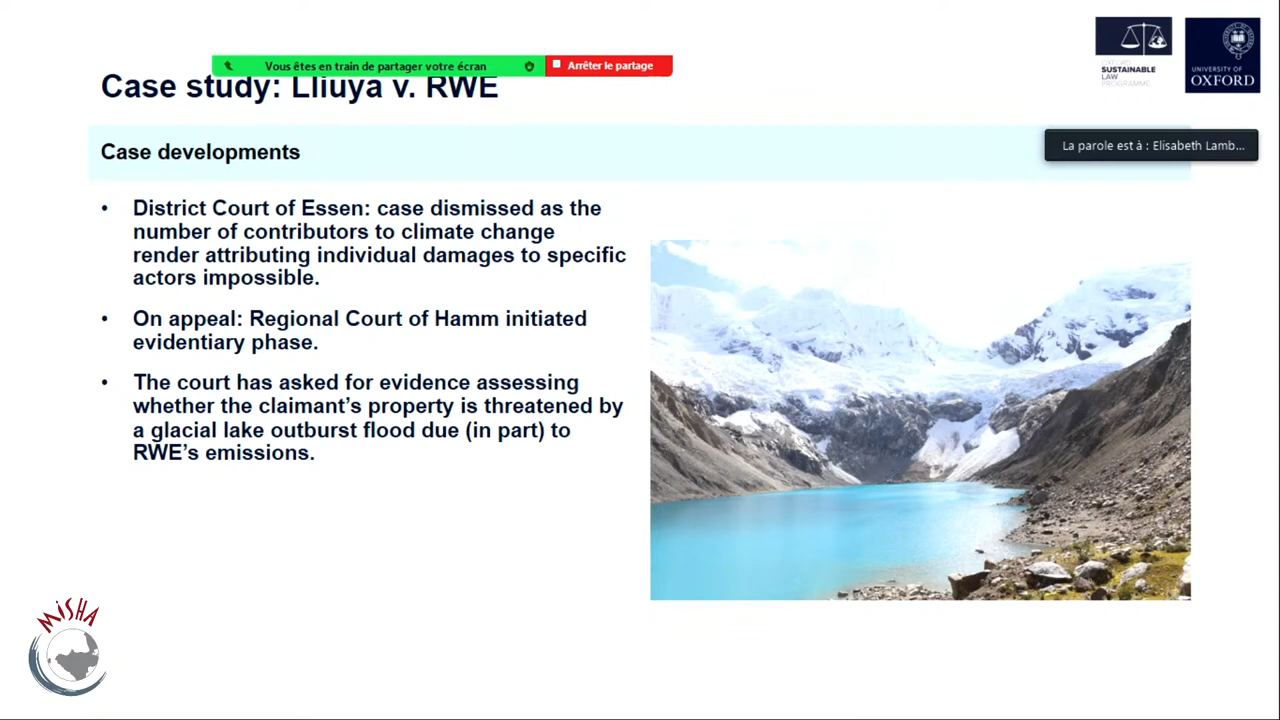 Vous êtes en train de partager votre écran
Arrêter le partage
Case study: Lliuya v. RWE
OXFORD
SUSTAINABLE
LAW
PROGRAMME
UNIVERSITY OF
OXFORD
Case developments
La parole est à : Elisabeth Lamb...
• District Court of Essen: case dismissed as the
number of contributors to climate change
render attributing individual damages to specific
actors impossible.
• On appeal: Regional Court of Hamm initiated
evidentiary phase.
• The court has asked for evidence assessing
whether the claimant’s property is threatened by
a glacial lake outburst flood due (in part) to
RWE’s emissions.
MiSHA